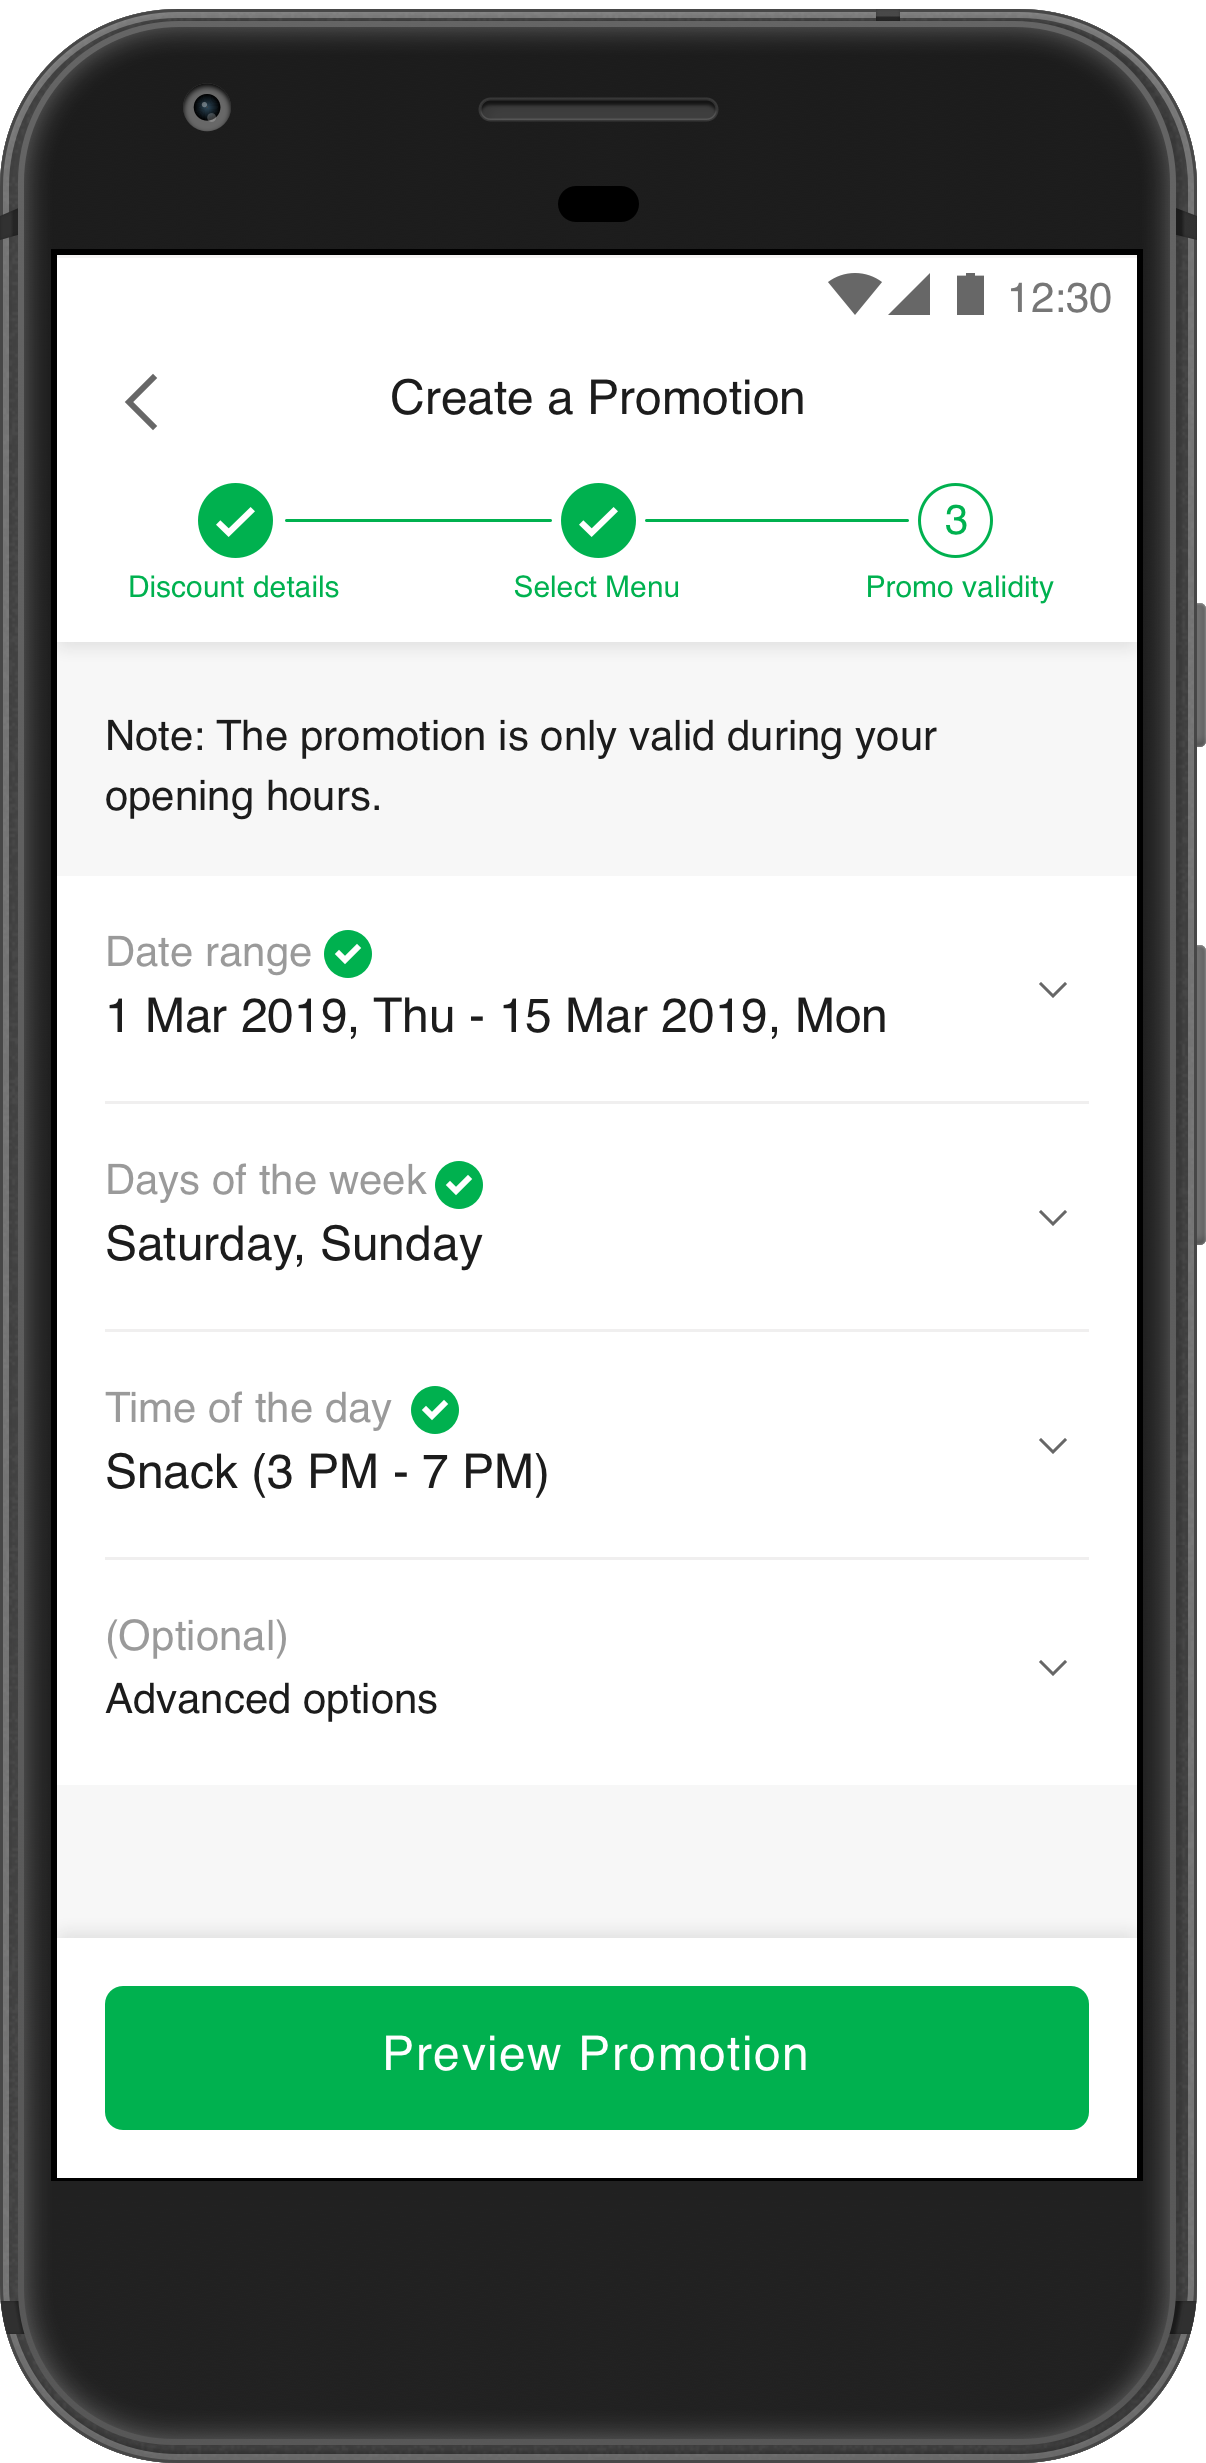 12:30
Create a Promotion
3
Discount details Select Menu Promo validity
Note: The promotion is only valid during your
opening hours.
Date range
1 Mar 2019, Thu - 15 Mar 2019, Mon
Days of the week
Saturday, Sunday
Time of the day
Snack (3 PM - 7 PM)
(Optional)
Advanced options
Preview Promotion